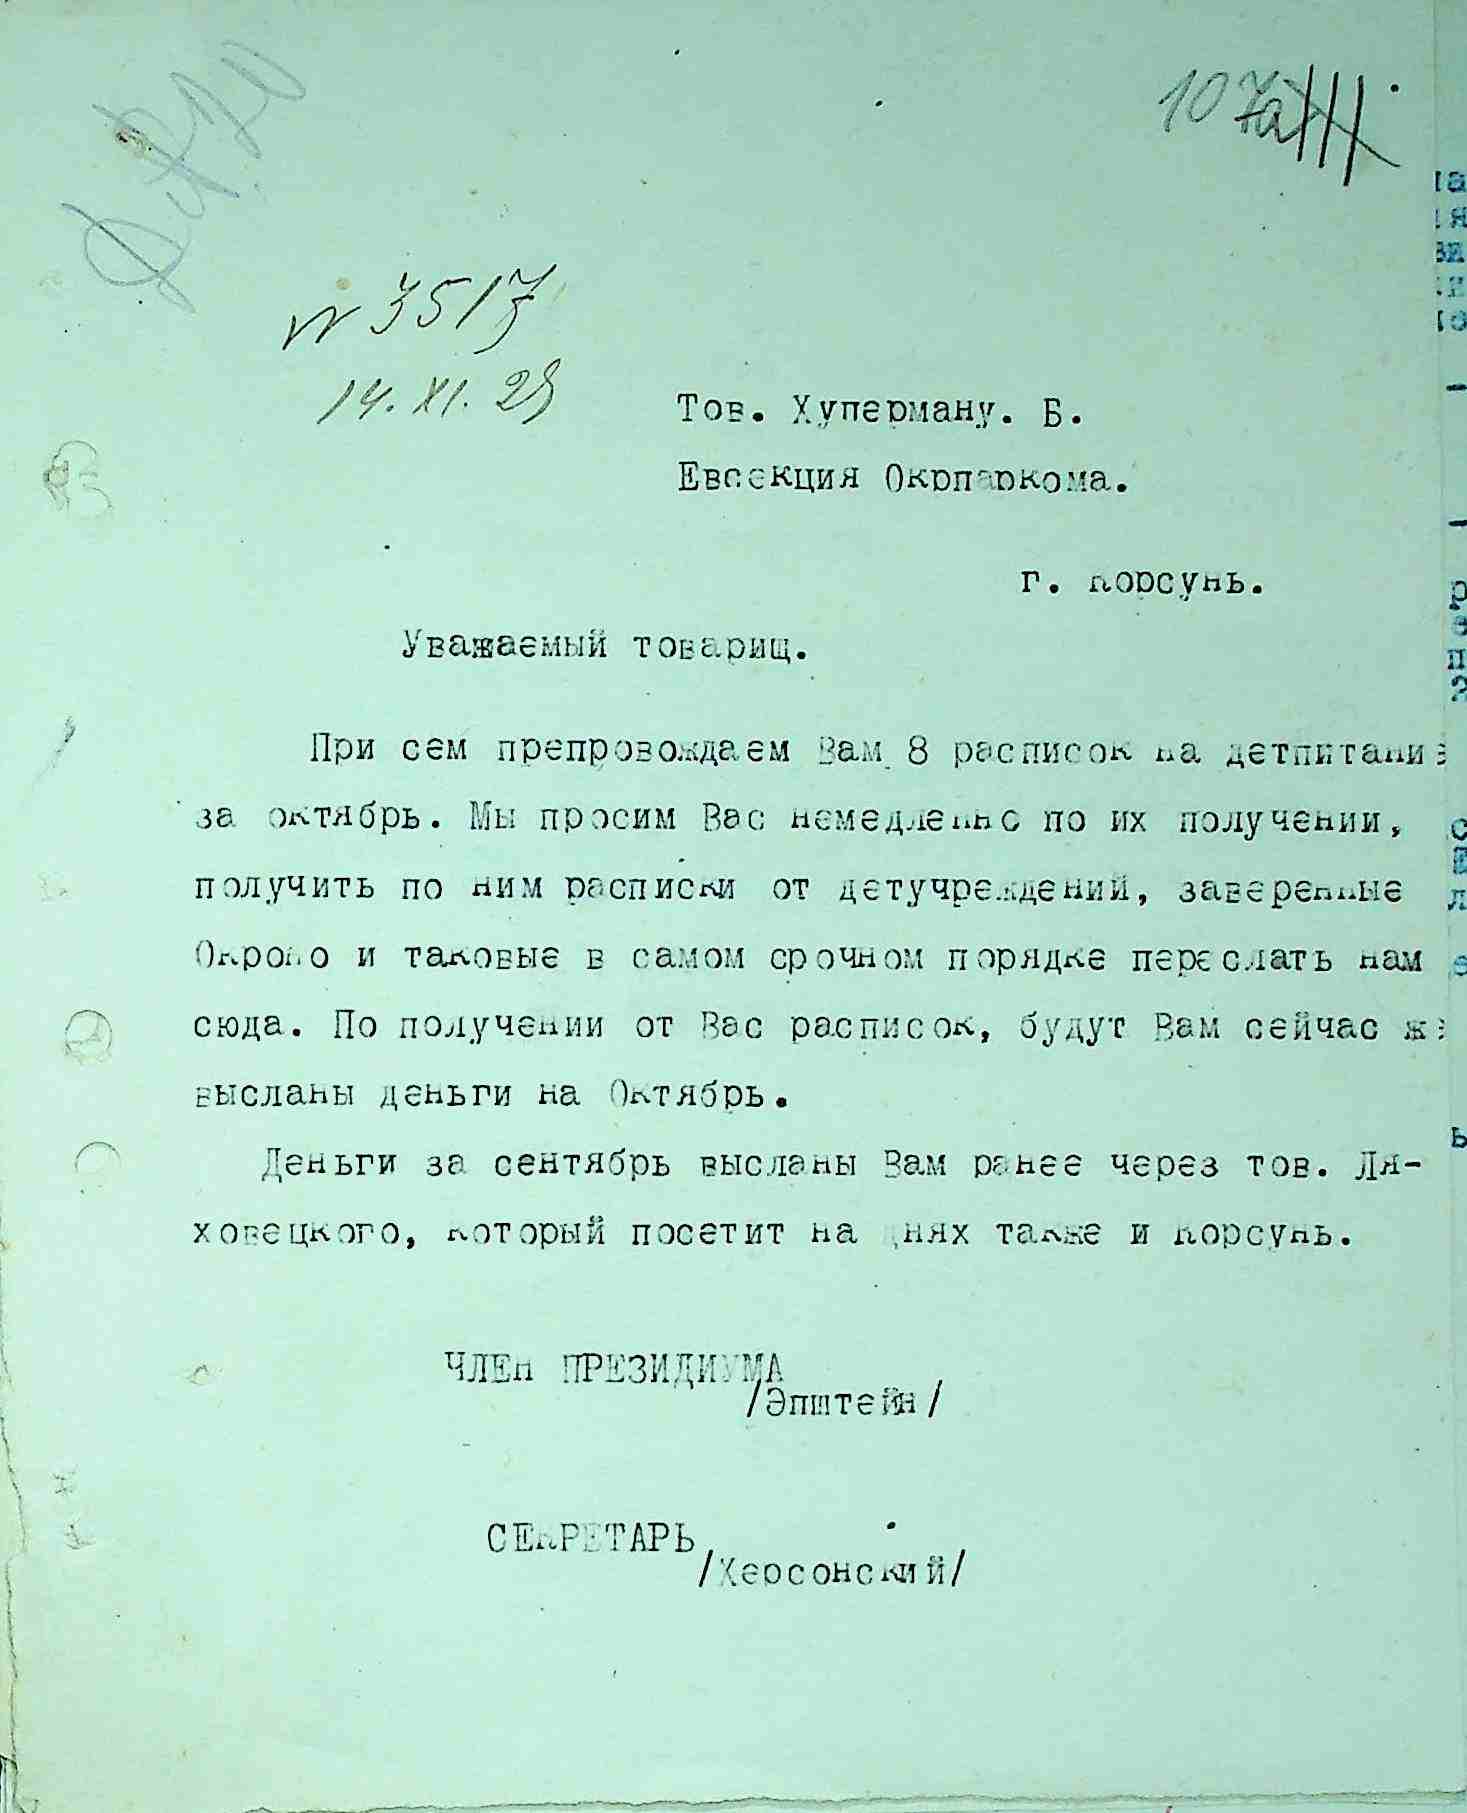 107а
№ 3517
14. XI. 23
Тов. Хуперману. Б.
Евсекция Окрпаркома.
г. Корсунь.
Уважаемый товарищ.
При сем препровождаем Вам 8 расписок на детпитание
за октябрь. Мы просим Вас немедленно по их получении,
получить по ним расписки от детучреждений, заверенные
Окроно и таковые в самом срочном порядке переслать нам
сюда. По получении от Вас расписок, будут Вам сейчас же
высланы деньги на Октябрь.
Деньги за сентябрь высланы Вам ранее через тов. Ля-
ховецкого, который посетит на днях также и Корсунь.
ЧЛЕН ПРЕЗИДИУМА
/Эпштейн/
СЕКРЕТАРЬ
/Херсонский/